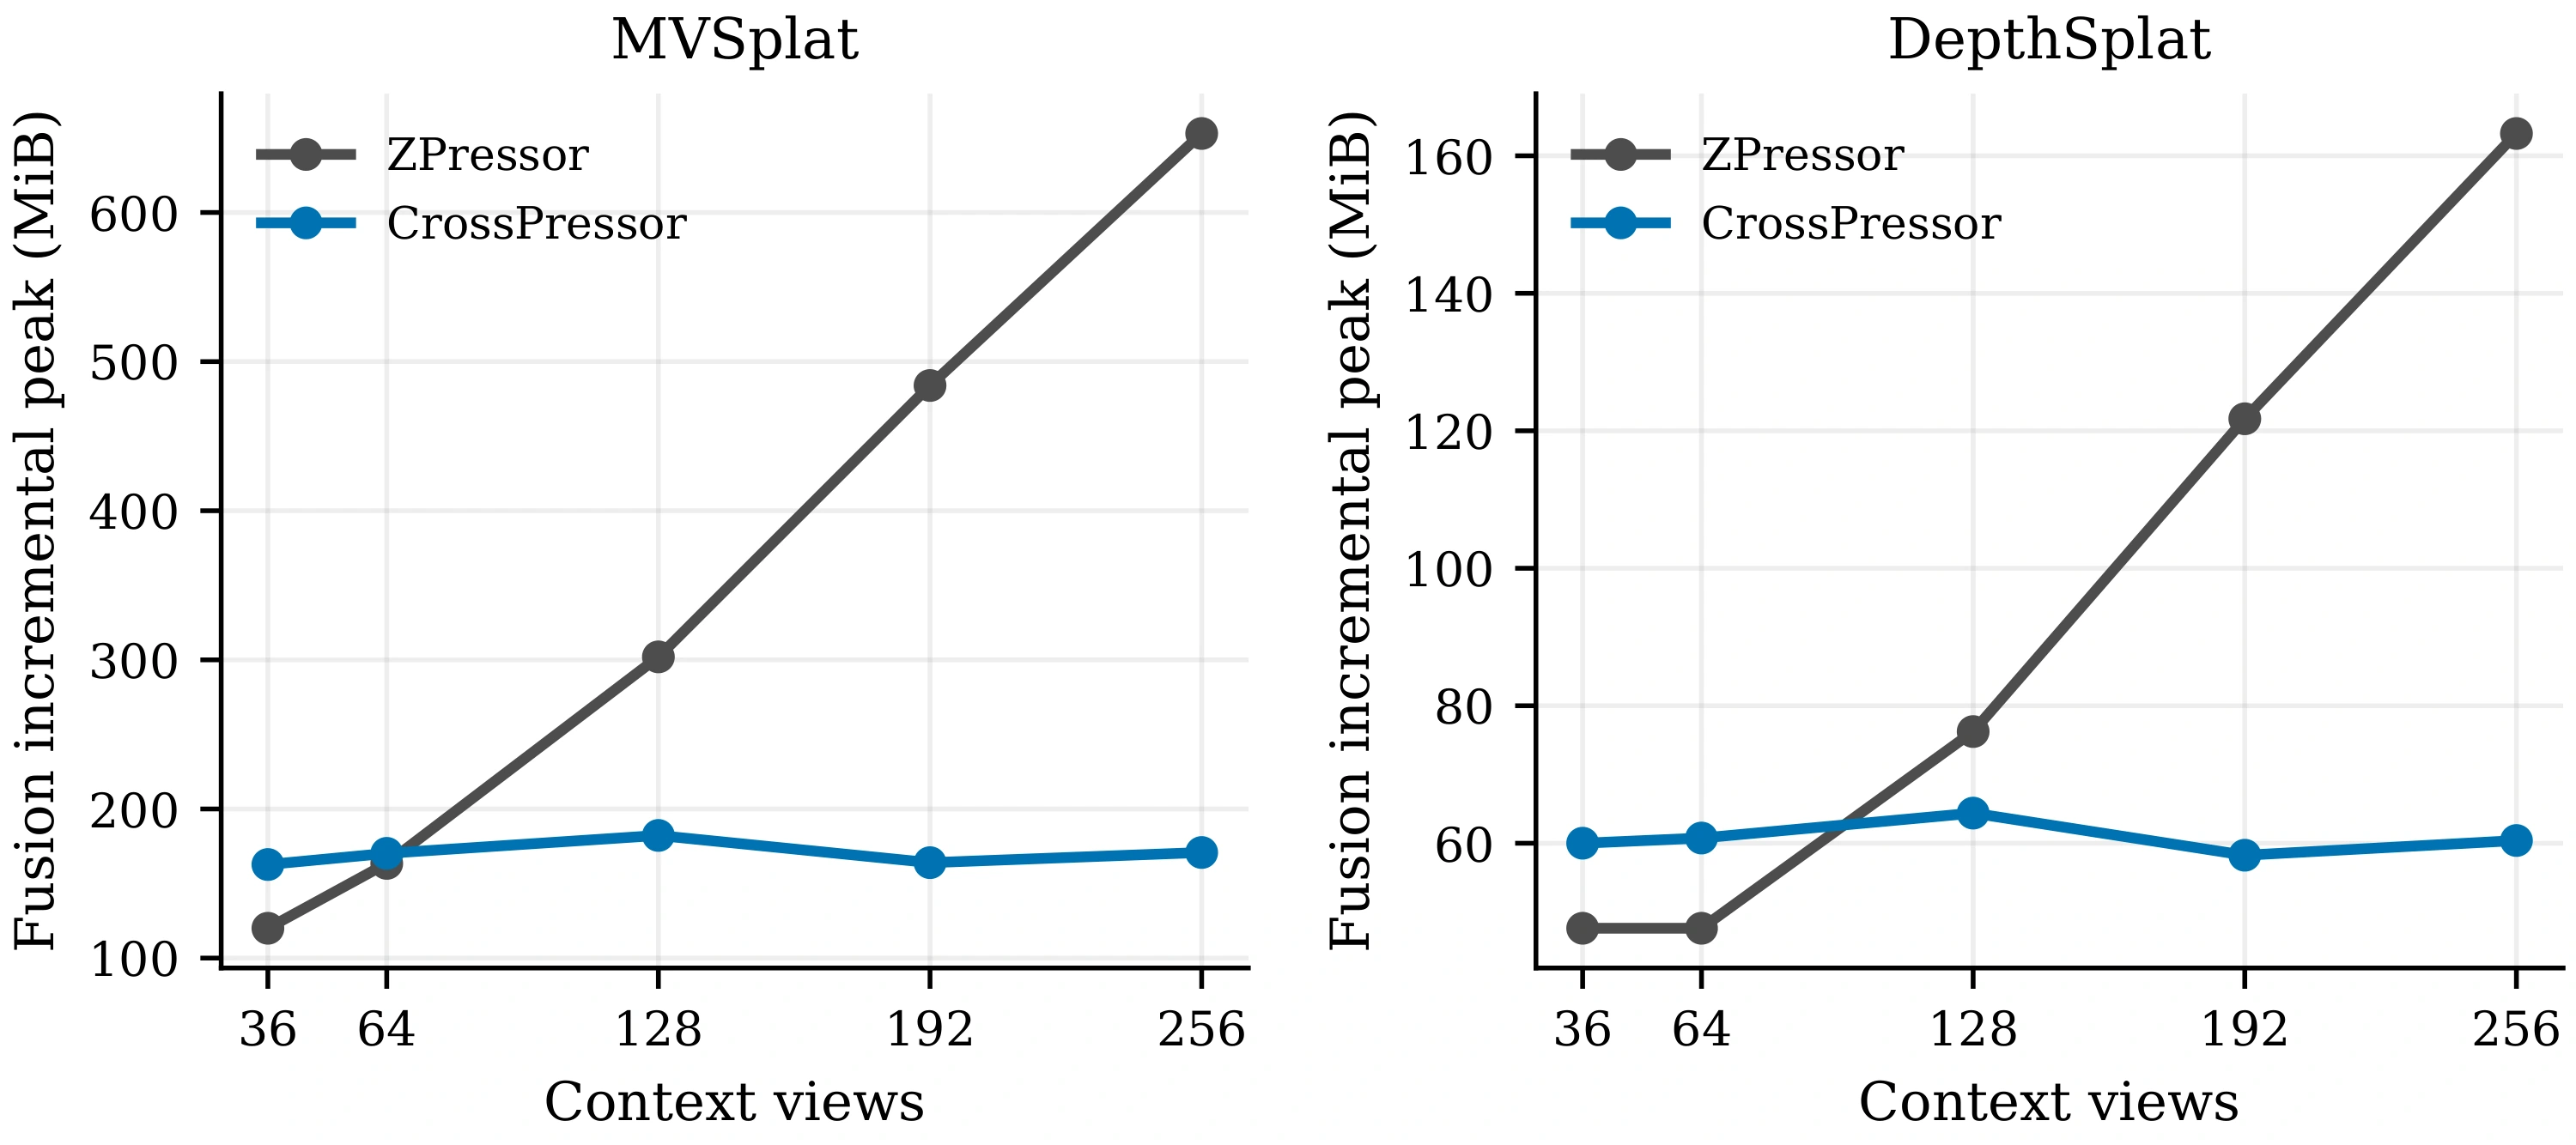 MVSplat
Fusion incremental peak (MiB)
ZPressor
CrossPressor
600
500
400
300
200
100
36 64 128 192 256
Context views
DepthSplat
Fusion incremental peak (MiB)
ZPressor
CrossPressor
160
140
120
100
80
60
36 64 128 192 256
Context views